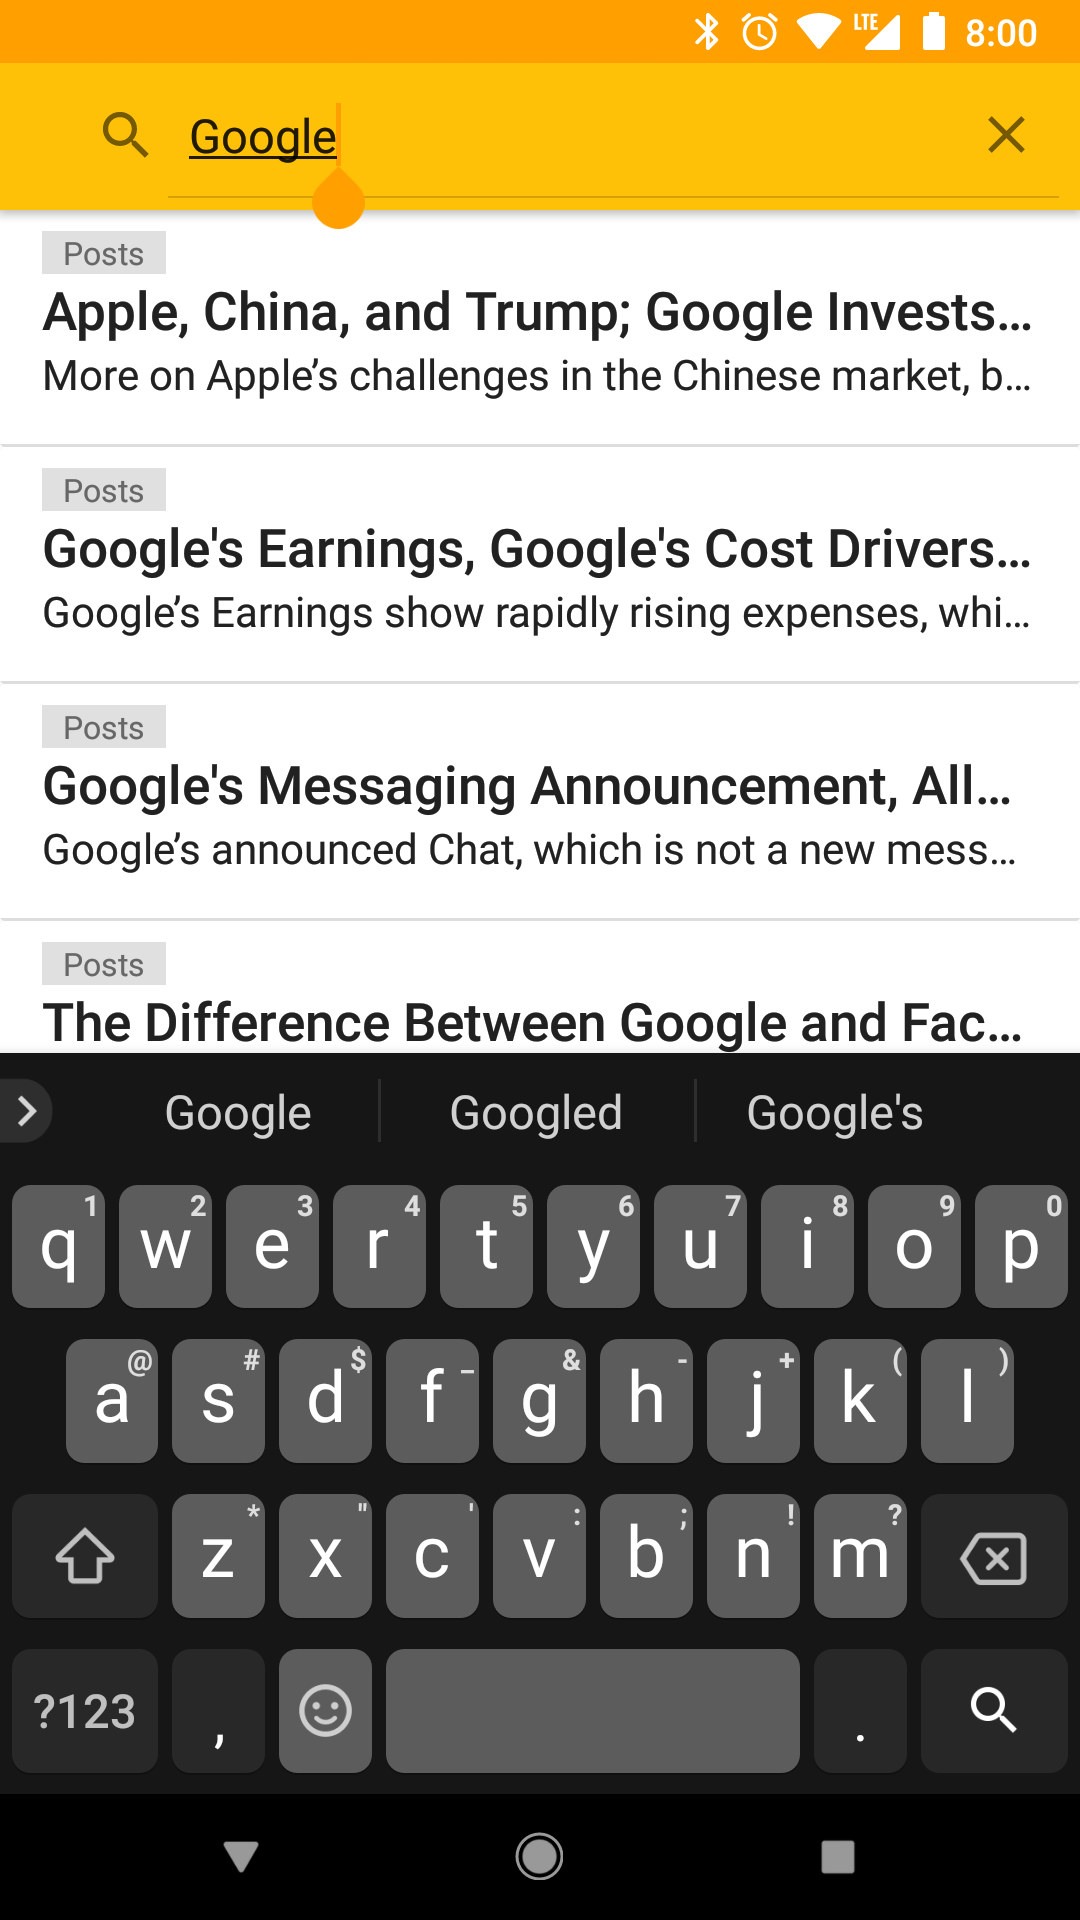 LTE 8:00
Google
Posts
Apple, China, and Trump; Google Invests...
More on Apple’s challenges in the Chinese market, b...
Posts
Google's Earnings, Google's Cost Drivers...
Google’s Earnings show rapidly rising expenses, whi...
Posts
Google's Messaging Announcement, All...
Google’s announced Chat, which is not a new mess...
Posts
The Difference Between Google and Fac...
Google Googled Google's
1 2 3 4 5 6 7 8 9 0
q w e r t y u i o p
@ # $ _ & - + ( )
a s d f g h j k l
* " ' : ; ! ?
z x c v b n m
?123 , .